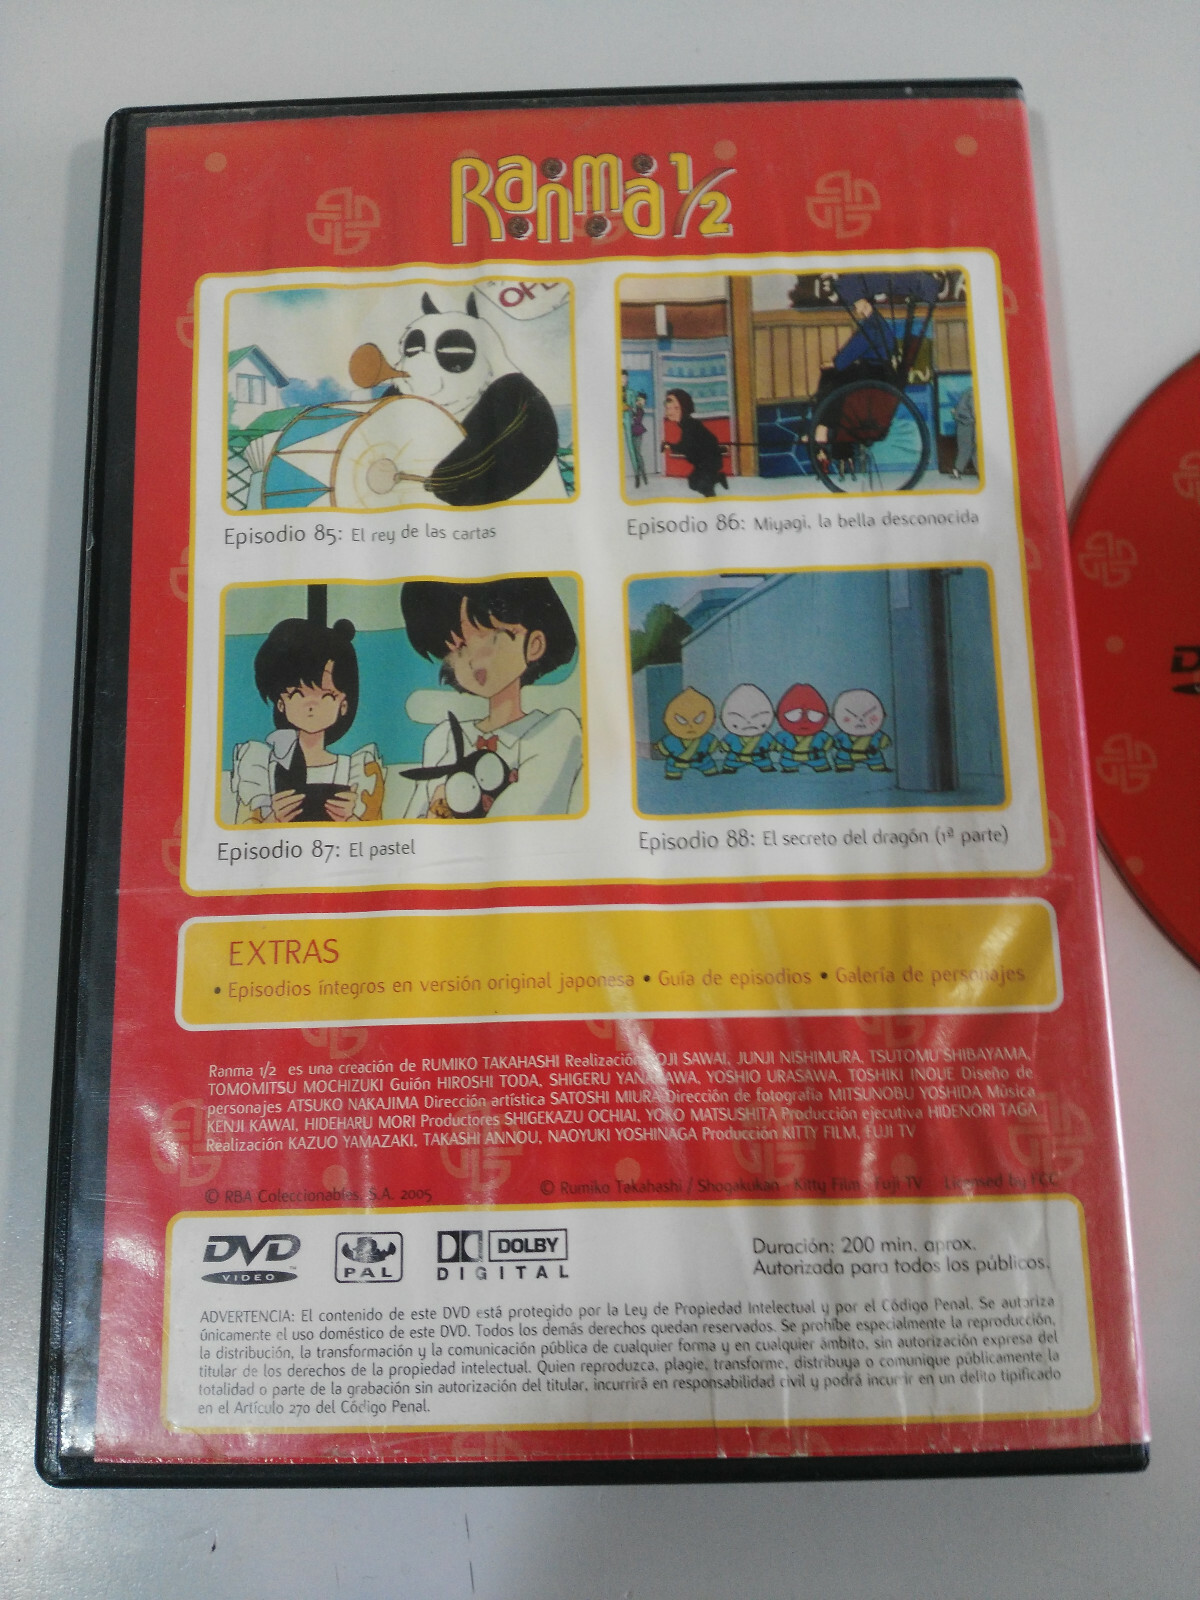 Ranma 1/2
OPE
Episodio 85: El rey de las cartas
Episodio 86: Miyagi, la bella desconocida
Episodio 87: El pastel
Episodio 88: El secreto del dragón (1ª parte)
EXTRAS
• Episodios íntegros en versión original japonesa • Guía de episodios • Galería de personajes
Ranma 1/2 es una creación de RUMIKO TAKAHASHI Realización SAWAI, JUNJI NISHIMURA, TSUTOMU SHIBAYAMA,
TOMOMITSU MOCHIZUKI Guión HIROSHI TODA, SHIGERU YANAGAWA, YOSHIO URASAWA, TOSHIKI INOUE Diseño de
personajes ATSUKO NAKAJIMA Dirección artística SATOSHI MIURA Dirección de fotografía MITSUNOBU YOSHIDA Música
KENJI KAWAI, HIDEHARU MORI Productores SHIGEKAZU OCHIAI, YOKO MATSUSHITA Producción ejecutiva HIDENORI TAGA
Realización KAZUO YAMAZAKI, TAKASHI ANNOU, NAOYUKI YOSHINAGA Producción KITTY FILM, FUJI TV
© RBA Coleccionables, S.A. 2005
© Rumiko Takahashi / Shogakukan - Kitty Film - Fuji TV Licensed by
DVD VIDEO ™
PAL
DOLBY DIGITAL
Duración: 200 min. aprox.
Autorizada para todos los públicos.
ADVERTENCIA: El contenido de este DVD está protegido por la Ley de Propiedad Intelectual y por el Código Penal. Se autoriza
únicamente el uso doméstico de este DVD. Todos los demás derechos quedan reservados. Se prohíbe especialmente la reproducción,
la distribución, la transformación y la comunicación pública de cualquier forma y en cualquier ámbito, sin autorización expresa del
titular de los derechos de la propiedad intelectual. Quien reproduzca, plagie, transforme, distribuya o comunique públicamente la
totalidad o parte de la grabación sin autorización del titular, incurrirá en responsabilidad civil y podrá incurrir en un delito tipificado
en el Artículo 270 del Código Penal.